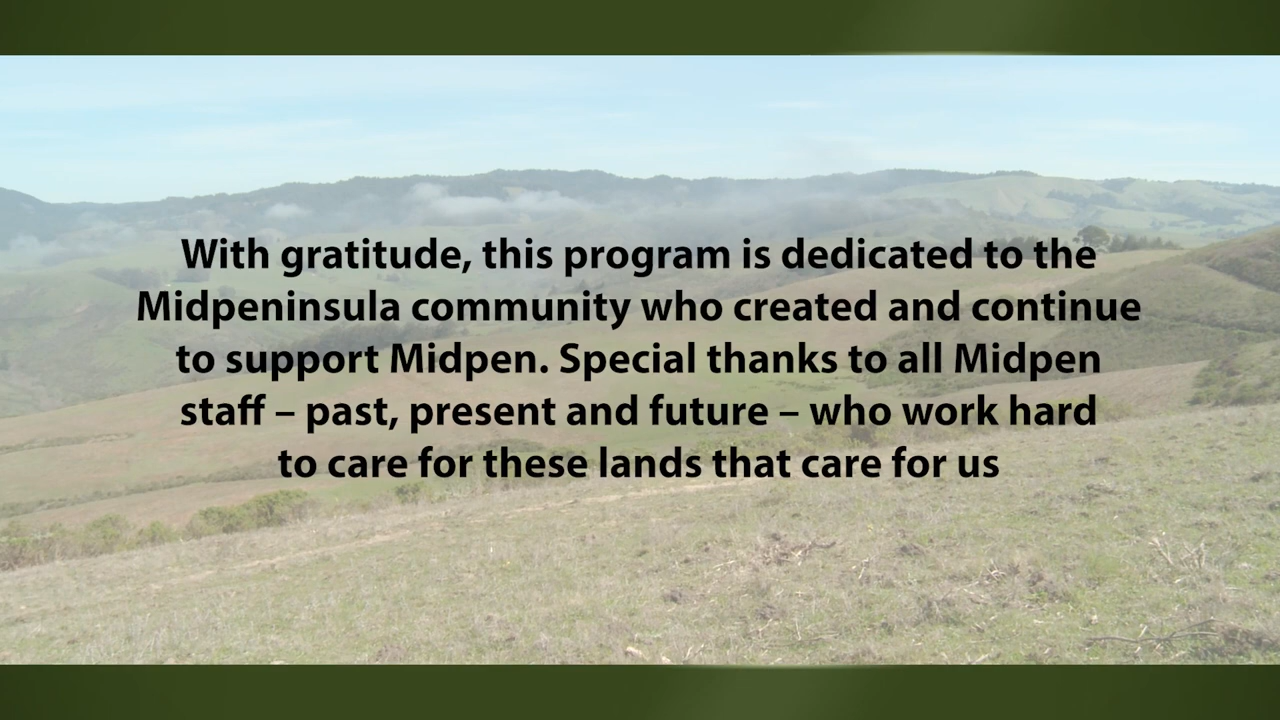 With gratitude, this program is dedicated to the
Midpeninsula community who created and continue
to support Midpen. Special thanks to all Midpen
staff – past, present and future – who work hard
to care for these lands that care for us